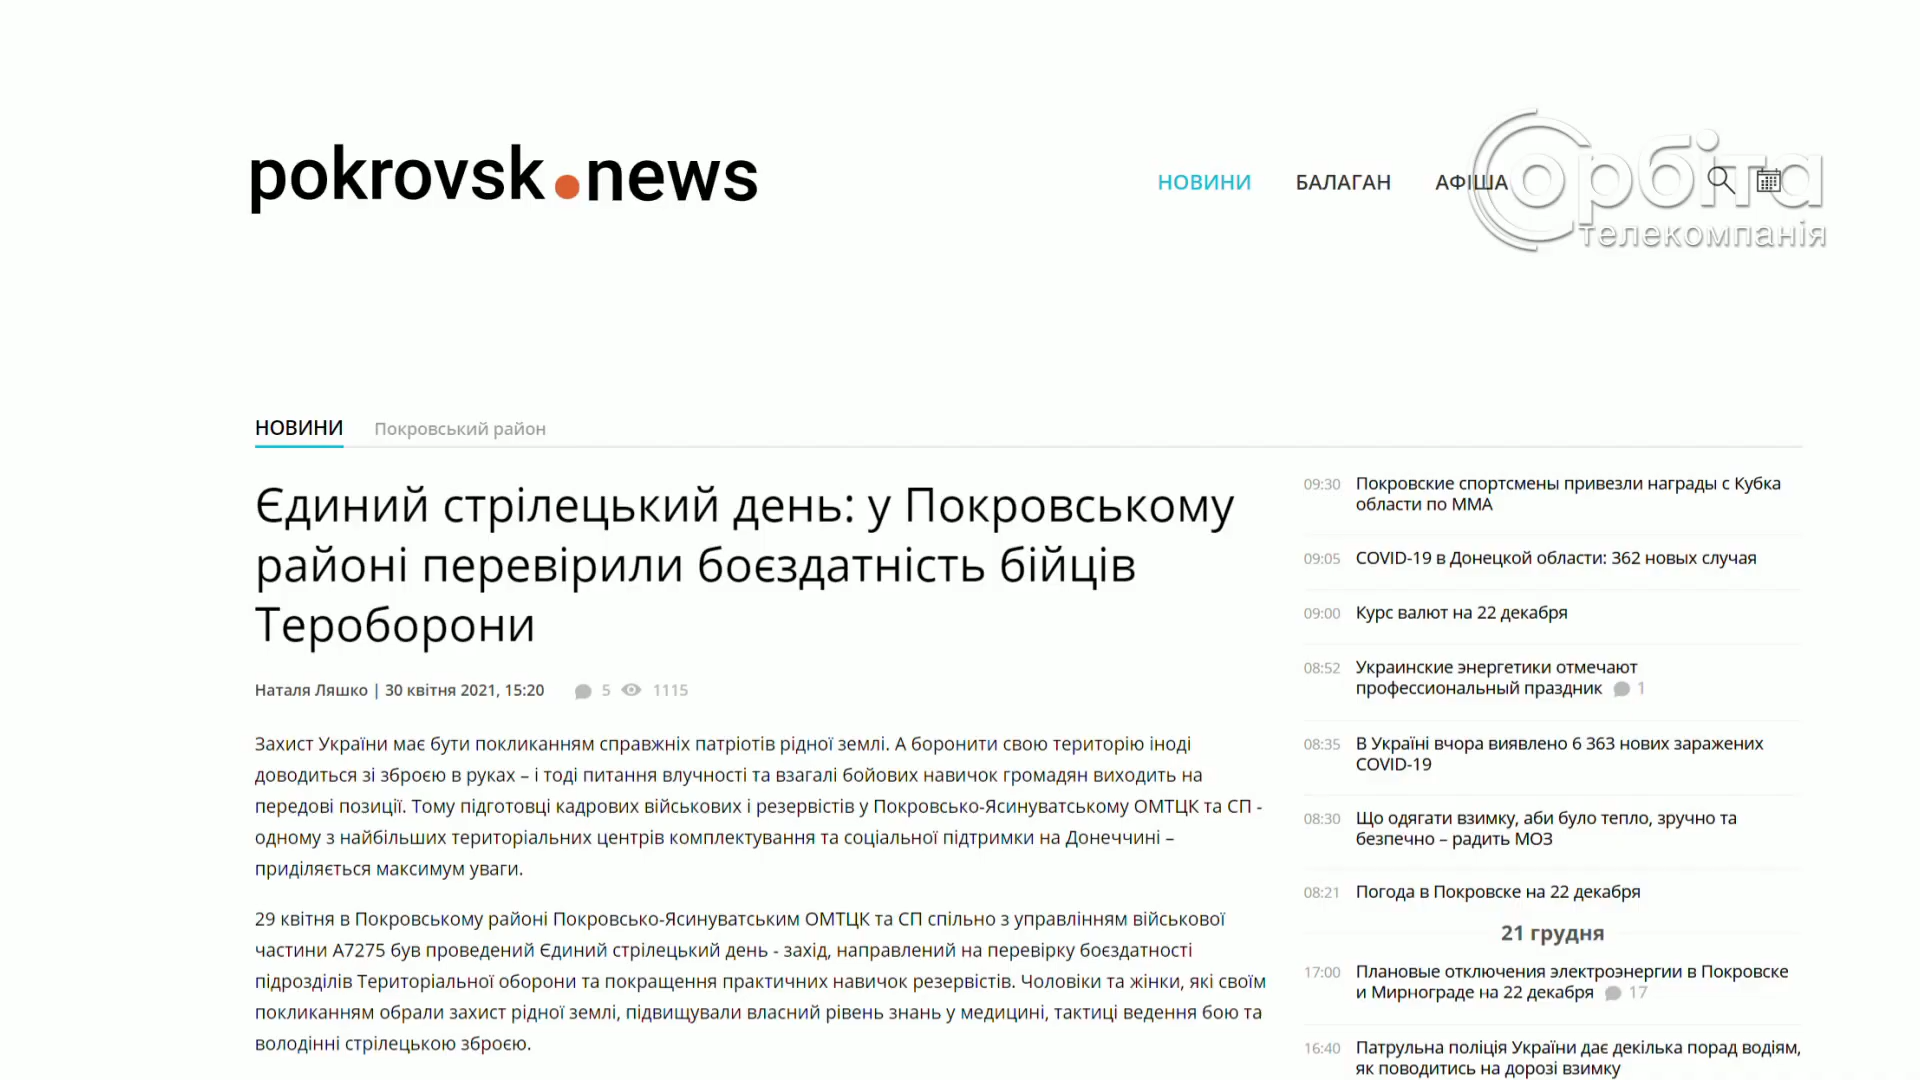 pokrovsk.news
НОВИНИ БАЛАГАН АФІША
Орбіта
телекомпанія
НОВИНИ Покровський район
Єдиний стрілецький день: у Покровському
районі перевірили боєздатність бійців
Тероборони
Наталя Ляшко | 30 квітня 2021, 15:20 5 1115
Захист України має бути покликанням справжніх патріотів рідної землі. А боронити свою територію іноді
доводиться зі зброєю в руках – і тоді питання влучності та взагалі бойових навичок громадян виходить на
передові позиції. Тому підготовці кадрових військових і резервістів у Покровсько-Ясинуватському ОМТЦК та СП -
одному з найбільших територіальних центрів комплектування та соціальної підтримки на Донеччині –
приділяється максимум уваги.
29 квітня в Покровському районі Покровсько-Ясинуватським ОМТЦК та СП спільно з управлінням військової
частини А7275 був проведений Єдиний стрілецький день - захід, направлений на перевірку боєздатності
підрозділів Територіальної оборони та покращення практичних навичок резервістів. Чоловіки та жінки, які своїм
покликанням обрали захист рідної землі, підвищували власний рівень знань у медицині, тактиці ведення бою та
володінні стрілецькою зброєю.
09:30 Покровские спортсмены привезли награды с Кубка
области по ММА
09:05 COVID-19 в Донецкой области: 362 новых случая
09:00 Курс валют на 22 декабря
08:52 Украинские энергетики отмечают
профессиональный праздник 1
08:35 В Україні вчора виявлено 6 363 нових заражених
COVID-19
08:30 Що одягати взимку, аби було тепло, зручно та
безпечно – радить МОЗ
08:21 Погода в Покровске на 22 декабря
21 грудня
17:00 Плановые отключения электроэнергии в Покровске
и Мирнограде на 22 декабря 17
16:40 Патрульна поліція України дає декілька порад водіям,
як поводитись на дорозі взимку